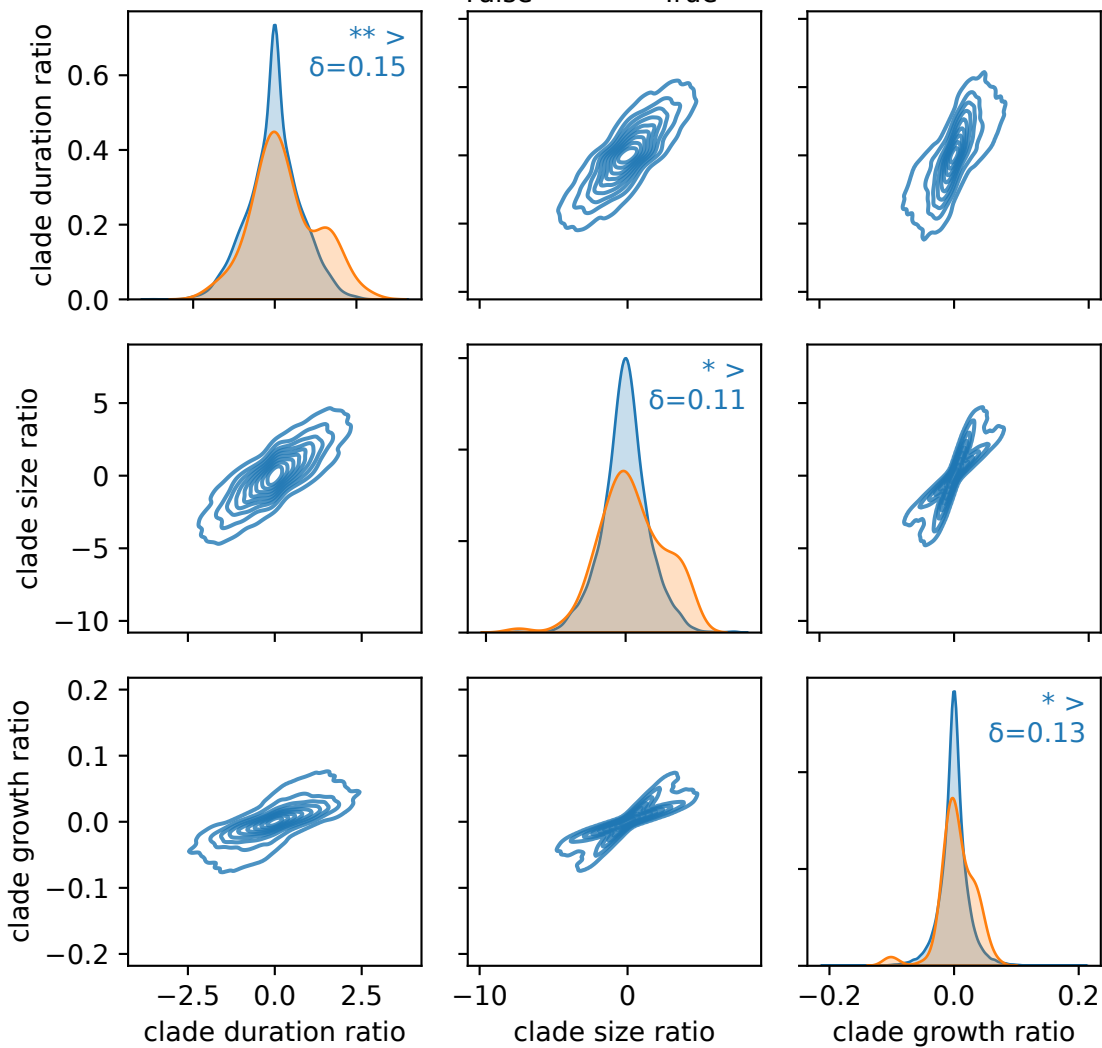 clade duration ratio
0.6
0.4
0.2
0.0
** >
δ=0.15
clade size ratio
5
0
−5
−10
* >
δ=0.11
clade growth ratio
0.2
0.1
0.0
−0.1
−0.2
* >
δ=0.13
−2.5 0.0 2.5
−10 0
−0.2 0.0 0.2
clade duration ratio
clade size ratio
clade growth ratio